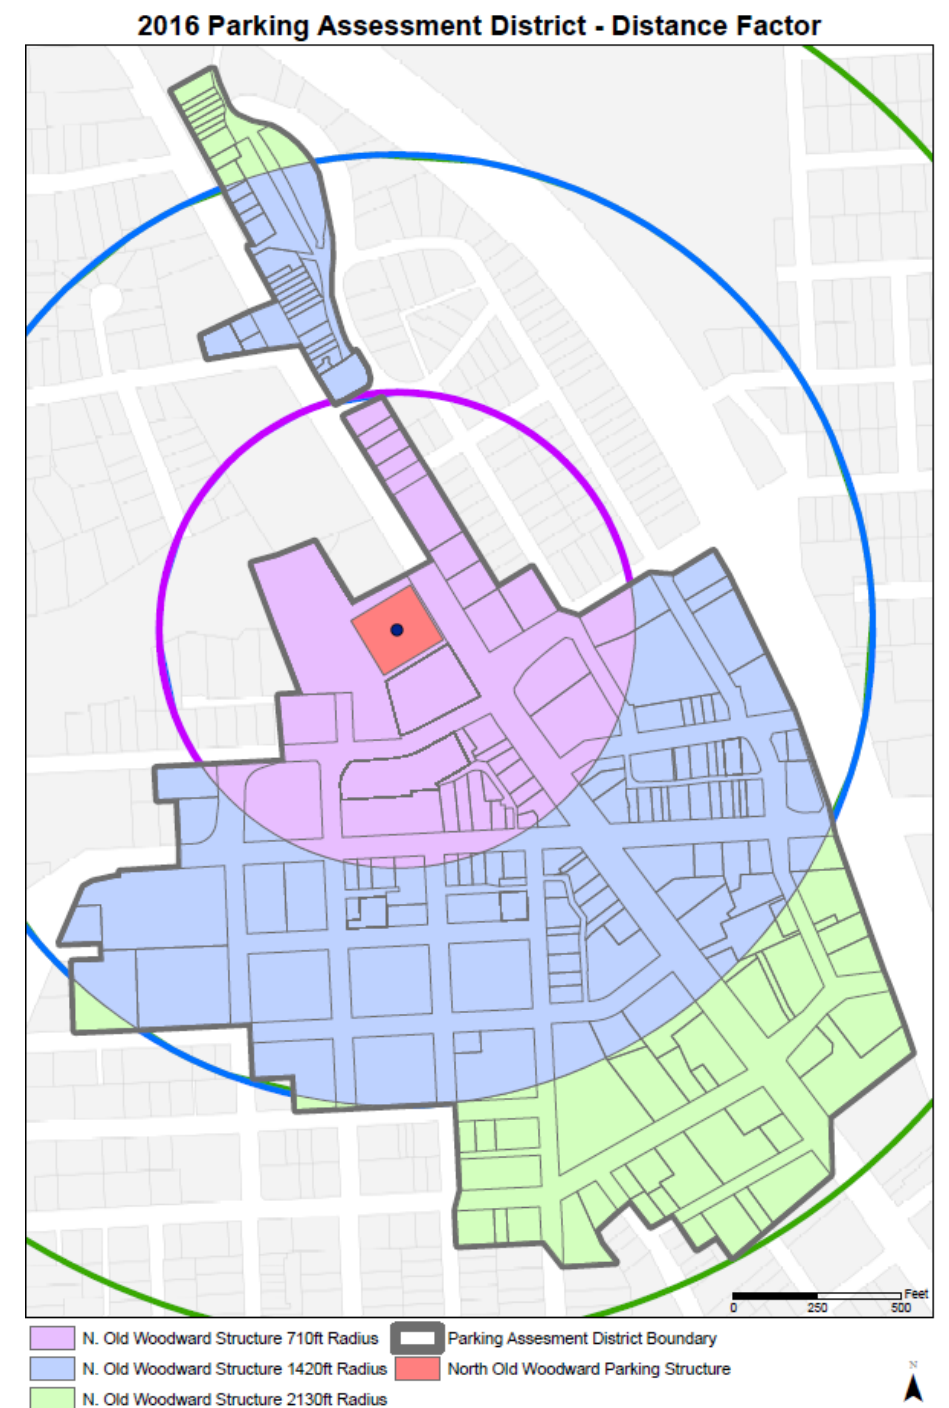 2016 Parking Assessment District - Distance Factor
Feet
0 250 500
N. Old Woodward Structure 710ft Radius
Parking Assesment District Boundary
N. Old Woodward Structure 1420ft Radius
North Old Woodward Parking Structure
N. Old Woodward Structure 2130ft Radius
N